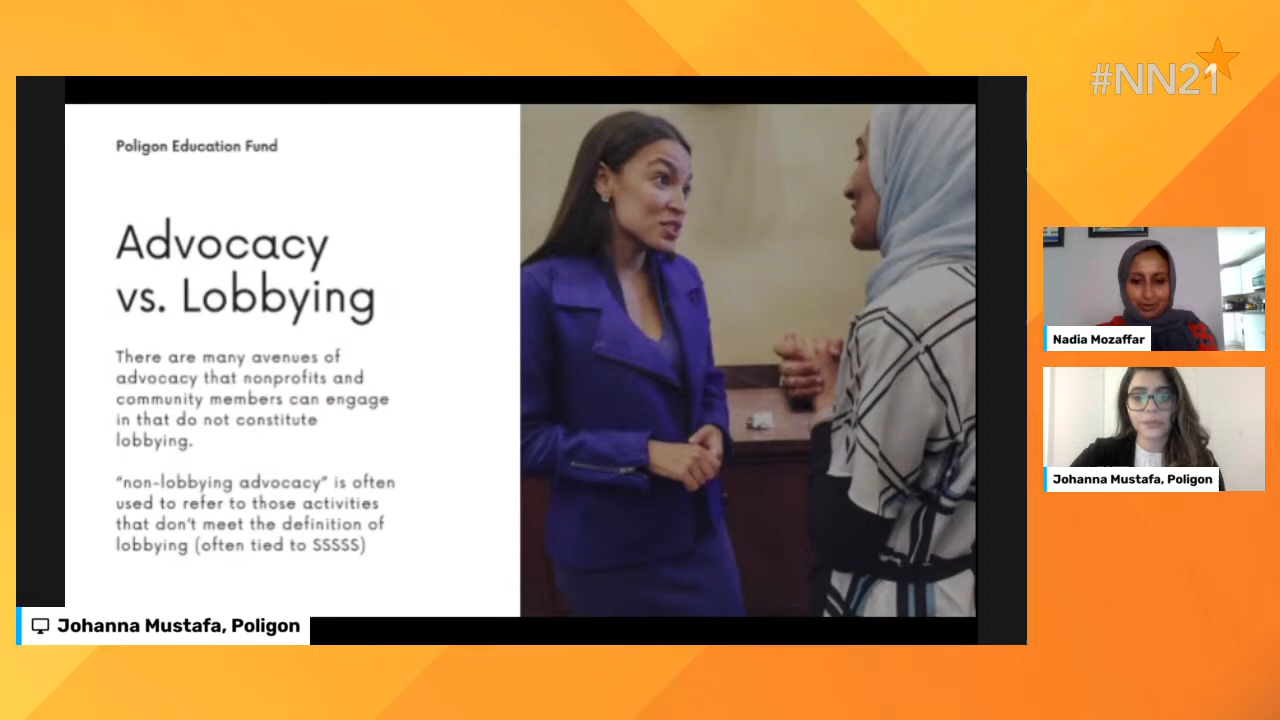 #NN21
Poligon Education Fund
Advocacy
vs. Lobbying
There are many avenues of
advocacy that nonprofits and
community members can engage
in that do not constitute
lobbying.
“non-lobbying advocacy” is often
used to refer to those activities
that don't meet the definition of
lobbying (often tied to SSSSS)
Johanna Mustafa, Poligon
Nadia Mozaffar
Johanna Mustafa, Poligon